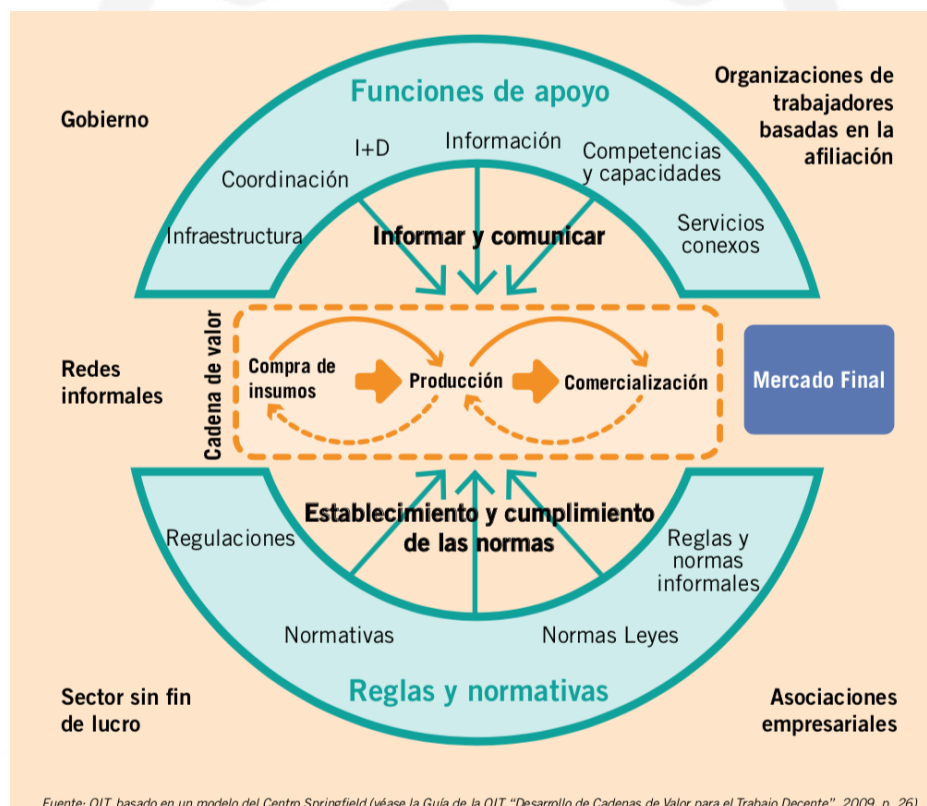 Funciones de apoyo
Gobierno
Organizaciones de
trabajadores
basadas en la
afiliación
I+D
Información
Competencias
y capacidades
Coordinación
Infraestructura
Servicios
conexos
Informar y comunicar
Cadena de valor
Redes
informales
Compra de
insumos
Producción
Comercialización
Mercado Final
Establecimiento y cumplimiento
de las normas
Regulaciones
Reglas y
normas
informales
Normativas
Normas Leyes
Reglas y normativas
Sector sin fin
de lucro
Asociaciones
empresariales
Fuente: OIT, basado en un modelo del Centro Springfield (véase la Guía de la OIT "Desarrollo de Cadenas de Valor para el Trabajo Decente", 2009, p. 26)